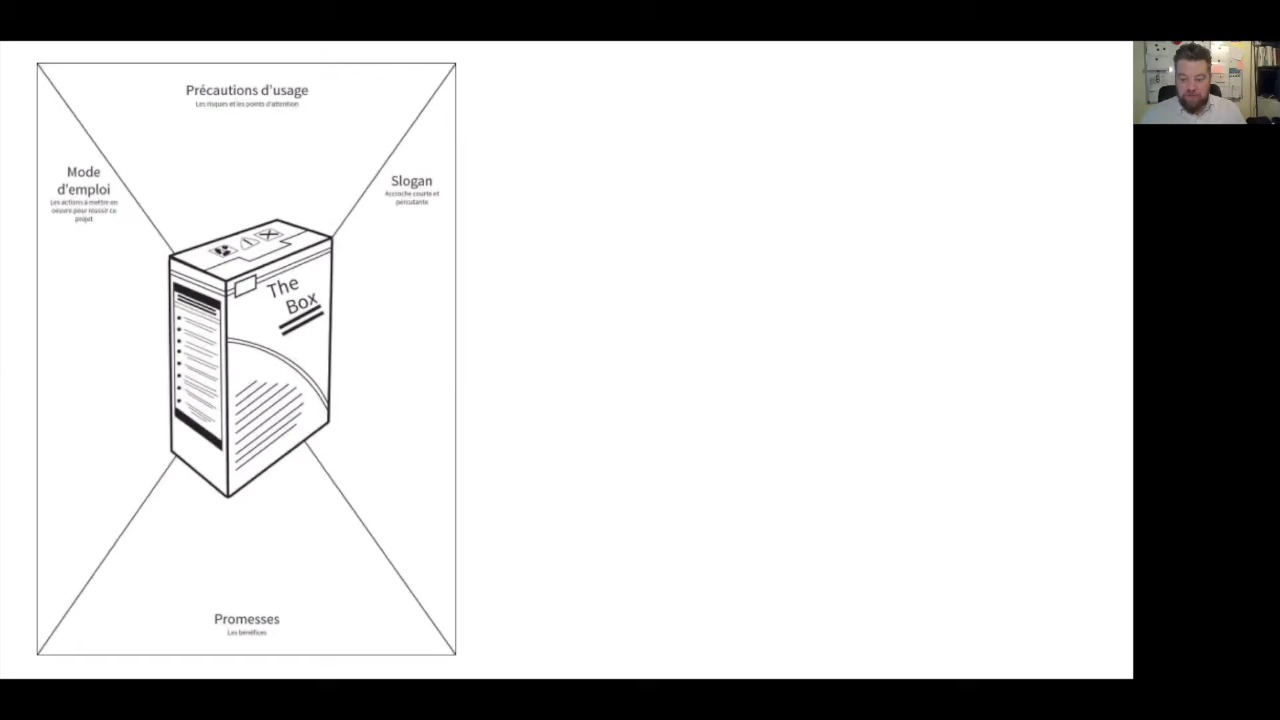 Précautions d'usage
Les risques et les points d'attention
Mode
d'emploi
Les actions à mettre en
oeuvre pour réussir ce
projet
Slogan
Accroche courte et
percutante
The
Box
Promesses
Les bénéfices